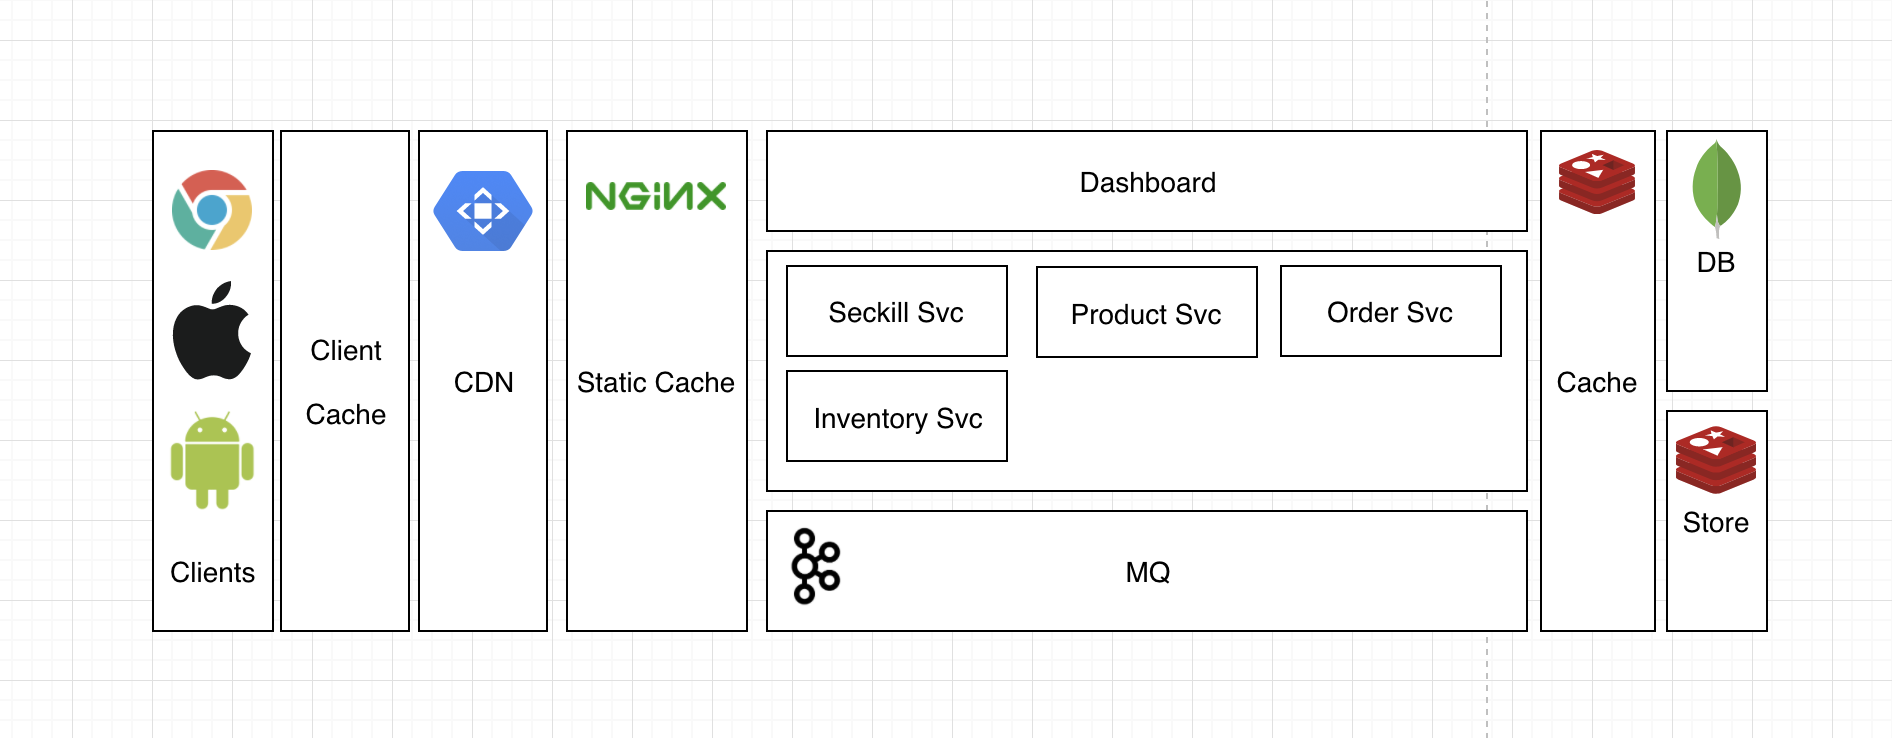 Clients
Client
Cache
CDN
NGiNX
Static Cache
Dashboard
Seckill Svc
Product Svc
Order Svc
Inventory Svc
MQ
Cache
DB
Store